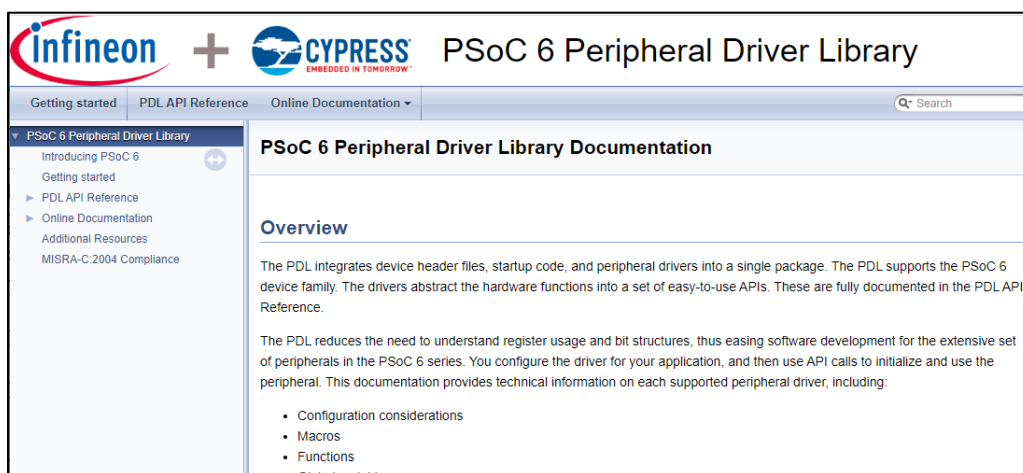 infineon + CYPRESS PSoC 6 Peripheral Driver Library
EMBEDDED IN TOMORROW™
Getting started PDL API Reference Online Documentation Search
PSoC 6 Peripheral Driver Library
Introducing PSoC 6
Getting started
PDL API Reference
Online Documentation
Additional Resources
MISRA-C:2004 Compliance
PSoC 6 Peripheral Driver Library Documentation
Overview
The PDL integrates device header files, startup code, and peripheral drivers into a single package. The PDL supports the PSoC 6
device family. The drivers abstract the hardware functions into a set of easy-to-use APIs. These are fully documented in the PDL API
Reference.
The PDL reduces the need to understand register usage and bit structures, thus easing software development for the extensive set
of peripherals in the PSoC 6 series. You configure the driver for your application, and then use API calls to initialize and use the
peripheral. This documentation provides technical information on each supported peripheral driver, including:
• Configuration considerations
• Macros
• Functions